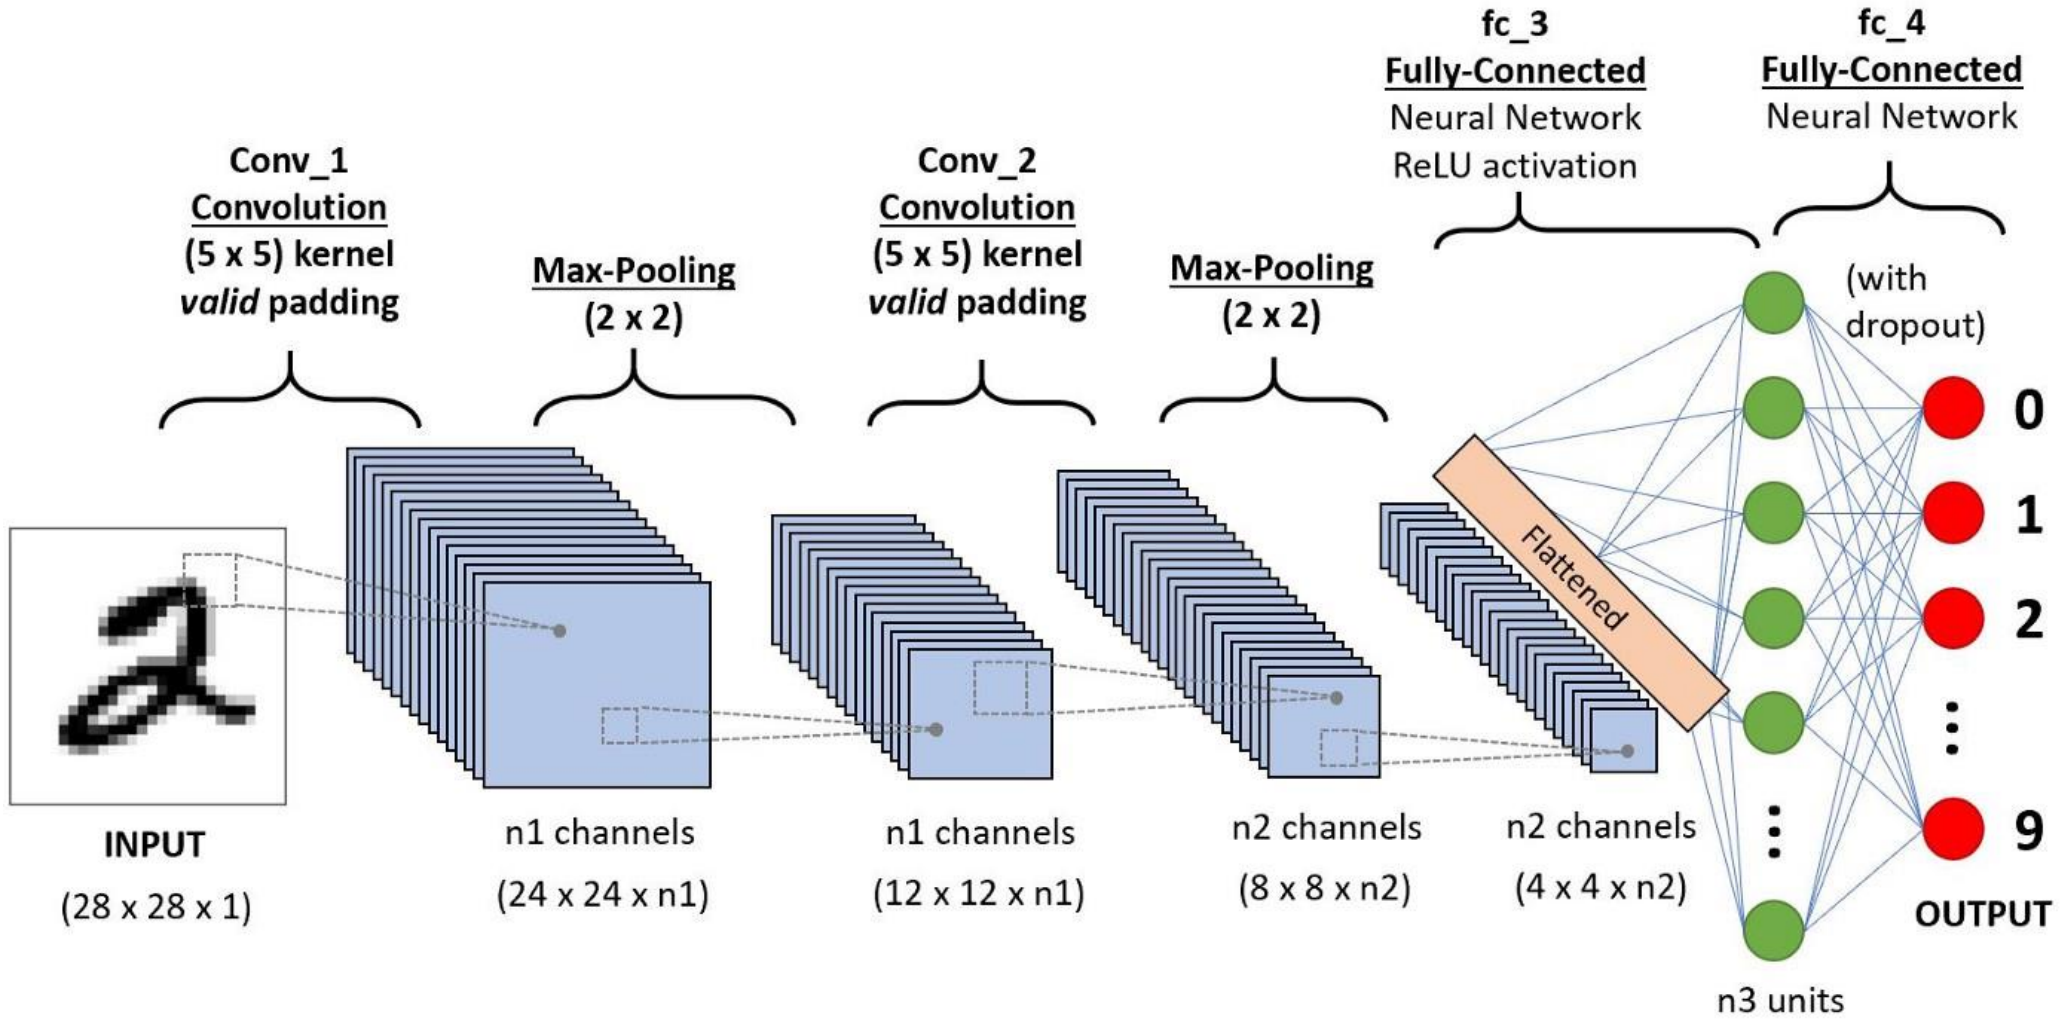 Conv_1
Convolution
(5 x 5) kernel
valid padding
Max-Pooling
(2 x 2)
Conv_2
Convolution
(5 x 5) kernel
valid padding
Max-Pooling
(2 x 2)
fc_3
Fully-Connected
Neural Network
ReLU activation
fc_4
Fully-Connected
Neural Network
(with
dropout)
Flattened
2
0
1
2
9
INPUT
(28 x 28 x 1)
n1 channels
(24 x 24 x n1)
n1 channels
(12 x 12 x n1)
n2 channels
(8 x 8 x n2)
n2 channels
(4 x 4 x n2)
n3 units
OUTPUT